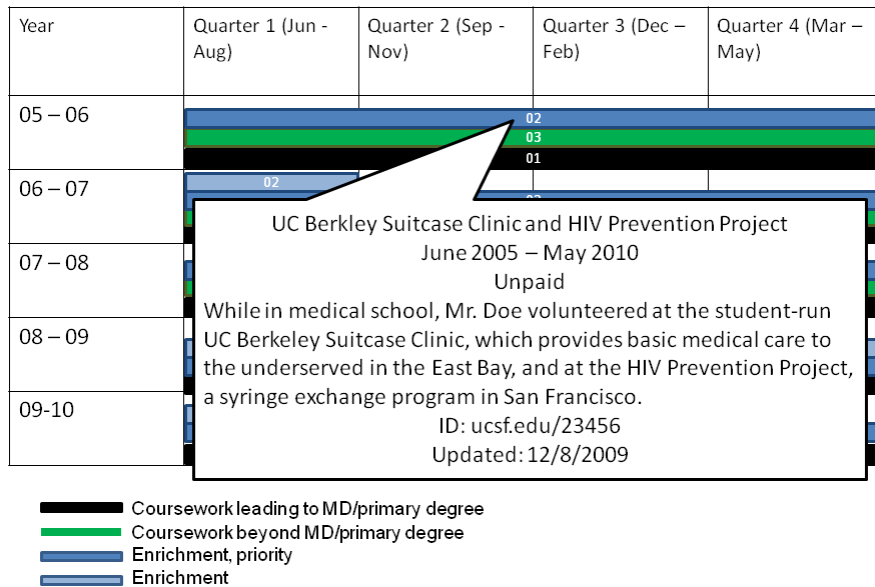 Year
Quarter 1 (Jun -
Aug)
Quarter 2 (Sep -
Nov)
Quarter 3 (Dec –
Feb)
Quarter 4 (Mar –
May)
05 – 06
02
03
01
06 – 07
02
07 – 08
08 – 09
09-10
UC Berkley Suitcase Clinic and HIV Prevention Project
June 2005 – May 2010
Unpaid
While in medical school, Mr. Doe volunteered at the student-run
UC Berkeley Suitcase Clinic, which provides basic medical care to
the underserved in the East Bay, and at the HIV Prevention Project,
a syringe exchange program in San Francisco.
ID: ucsf.edu/23456
Updated: 12/8/2009
Coursework leading to MD/primary degree
Coursework beyond MD/primary degree
Enrichment, priority
Enrichment